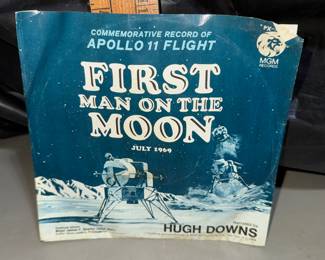 COMMEMORATIVE RECORD OF
APOLLO 11 FLIGHT
MGM
RECORDS
FIRST
MAN ON THE
MOON
JULY 1969
HUGH DOWNS